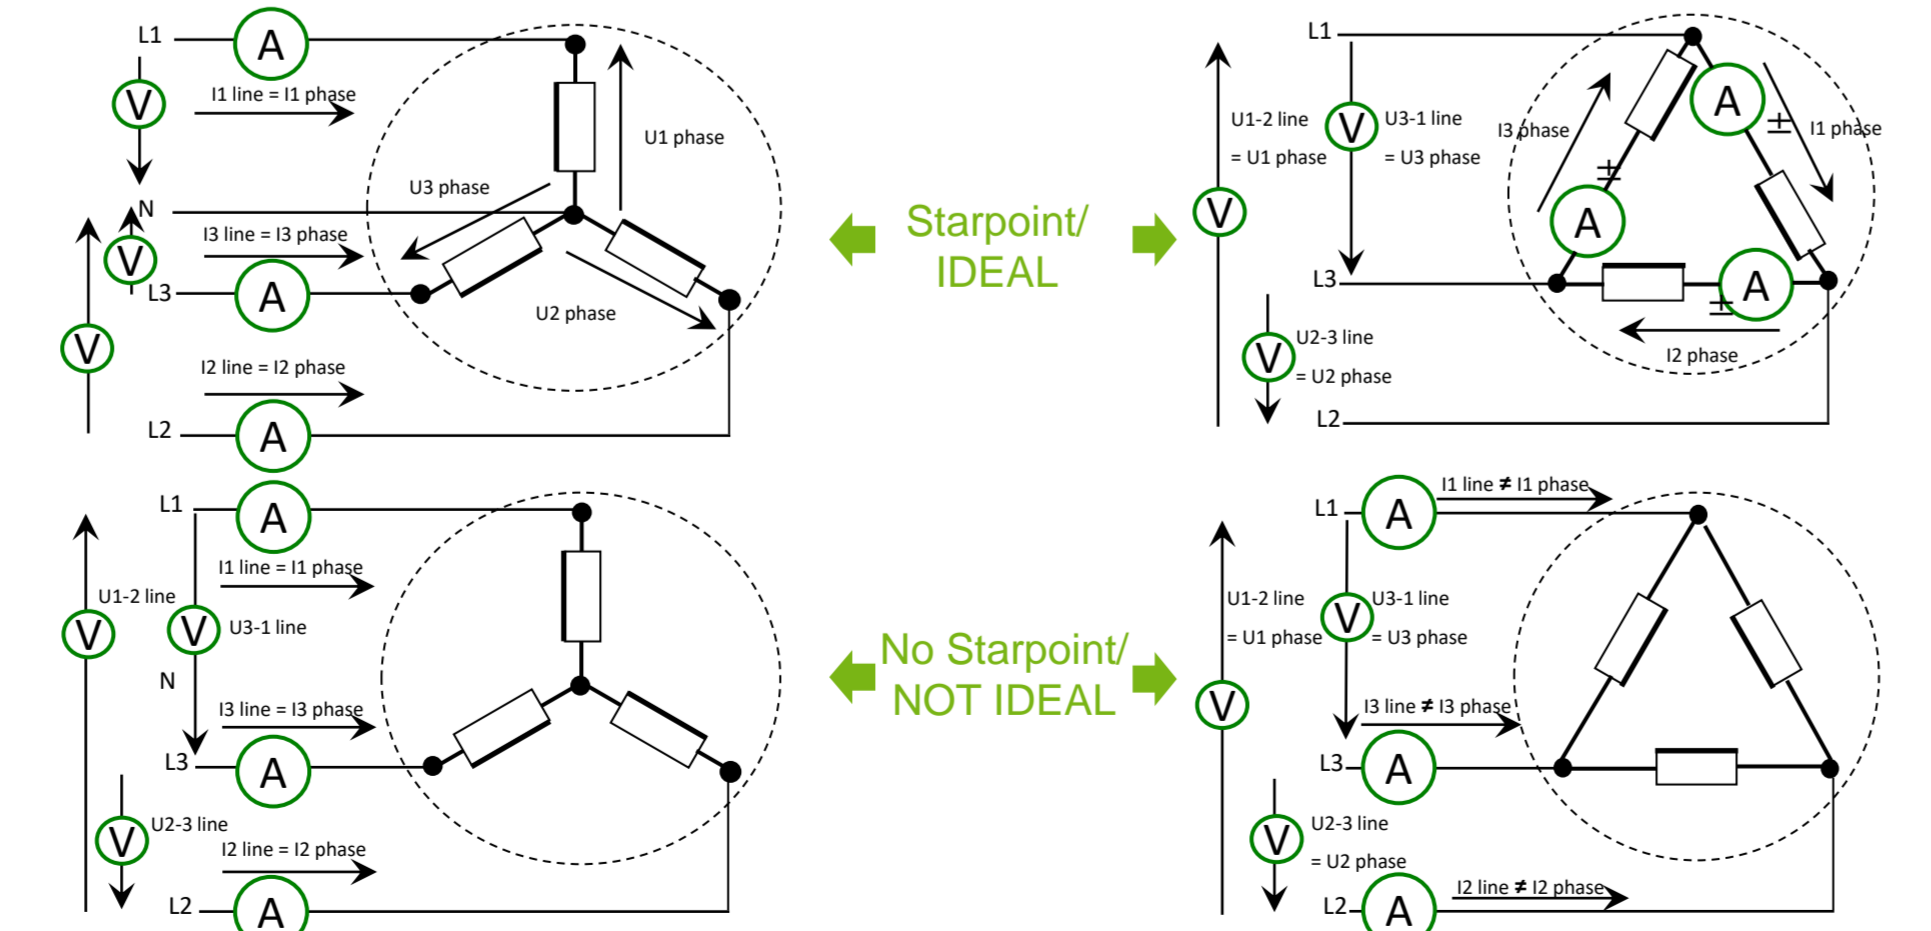 L1
A
V
I1 line = I1 phase
U1 phase
U3 phase
N
I3 line = I3 phase
V
L3
A
U2 phase
V
I2 line = I2 phase
L2
A
Starpoint/
IDEAL
L1
A
U1-2 line
= U1 phase
V
U3-1 line
= U3 phase
I3 phase
±
I1 phase
±
V
A
L3
A
±
I2 phase
V
U2-3 line
= U2 phase
L2
L1
A
I1 line = I1 phase
U1-2 line
V
V
U3-1 line
N
I3 line = I3 phase
L3
A
V
U2-3 line
I2 line = I2 phase
L2
A
No Starpoint/
NOT IDEAL
L1
A
I1 line ≠ I1 phase
U1-2 line
= U1 phase
V
U3-1 line
= U3 phase
V
I3 line ≠ I3 phase
L3
A
V
U2-3 line
= U2 phase
I2 line ≠ I2 phase
L2
A